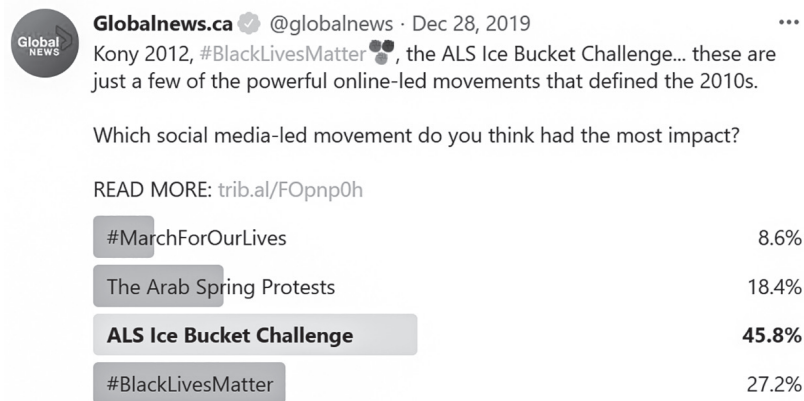 Global
NEWS
Globalnews.ca @globalnews · Dec 28, 2019
Kony 2012, #BlackLivesMatter, the ALS Ice Bucket Challenge... these are
just a few of the powerful online-led movements that defined the 2010s.
Which social media-led movement do you think had the most impact?
READ MORE: trib.al/FOpnp0h
#MarchForOurLives 8.6%
The Arab Spring Protests 18.4%
ALS Ice Bucket Challenge 45.8%
#BlackLivesMatter 27.2%